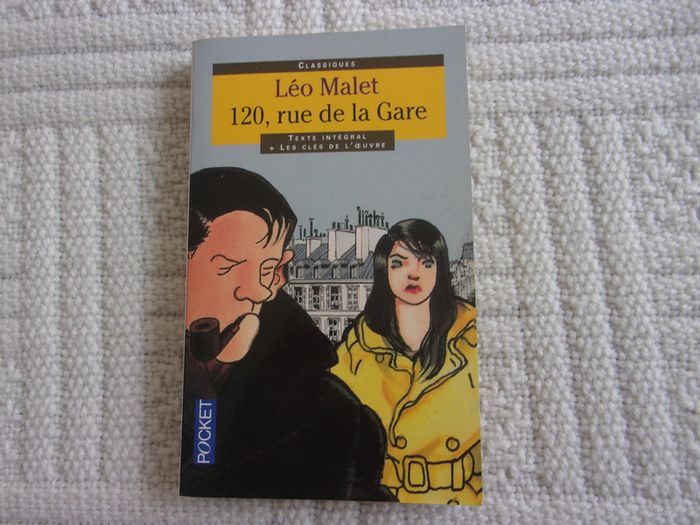 CLASSIQUES
Léo Malet
120, rue de la Gare
TEXTE INTÉGRAL
+ LES CLÉS DE L'ŒUVRE
POCKET